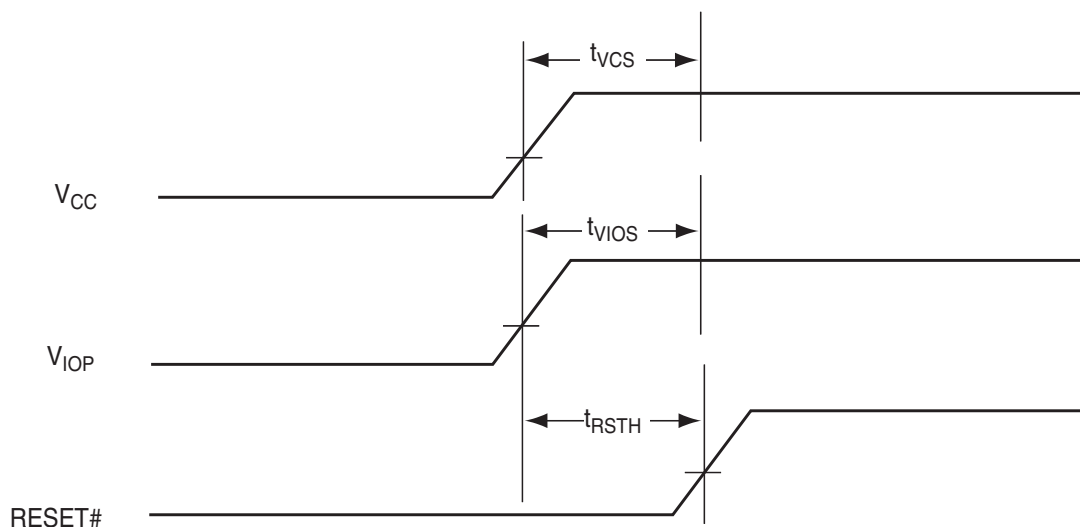 tVCS
VCC
tVIOS
VIOP
tRSTH
RESET#